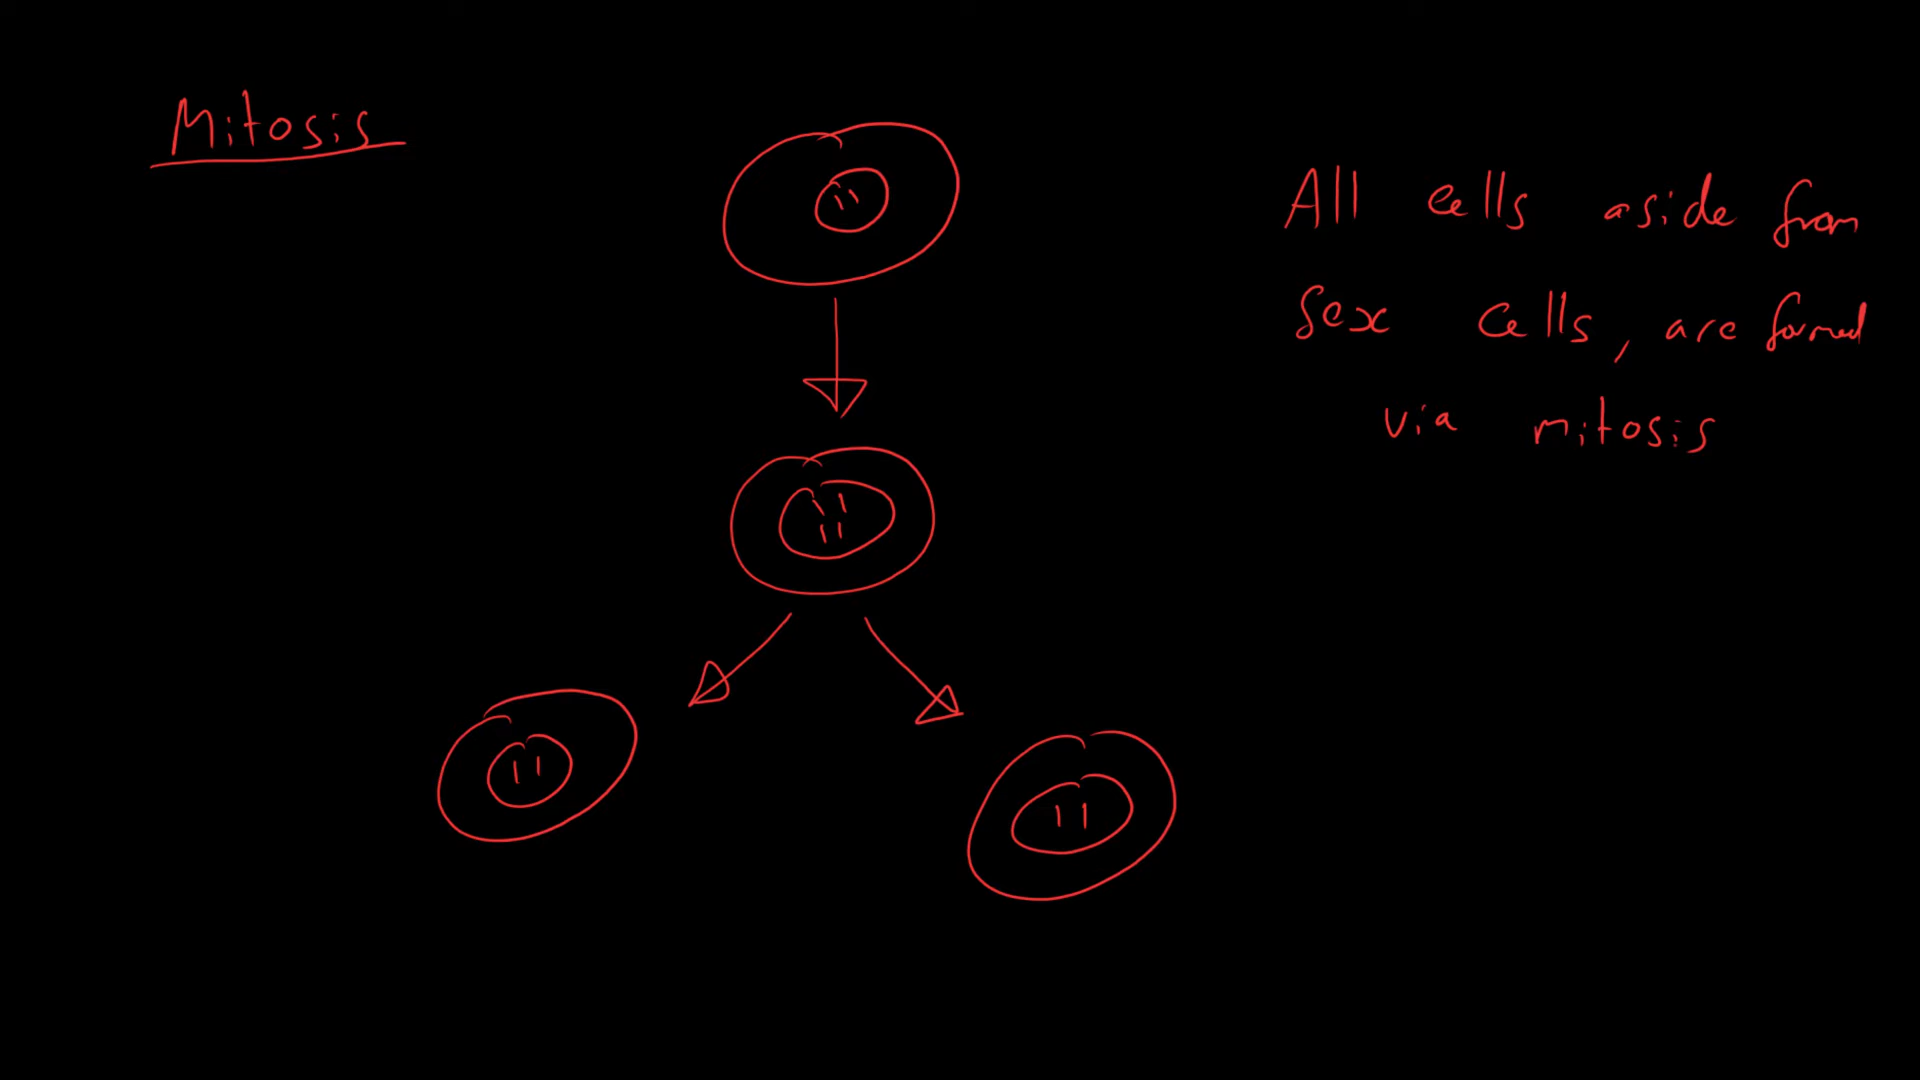 Mitosis
All cells aside from
Sex cells, are formed
via mitosis